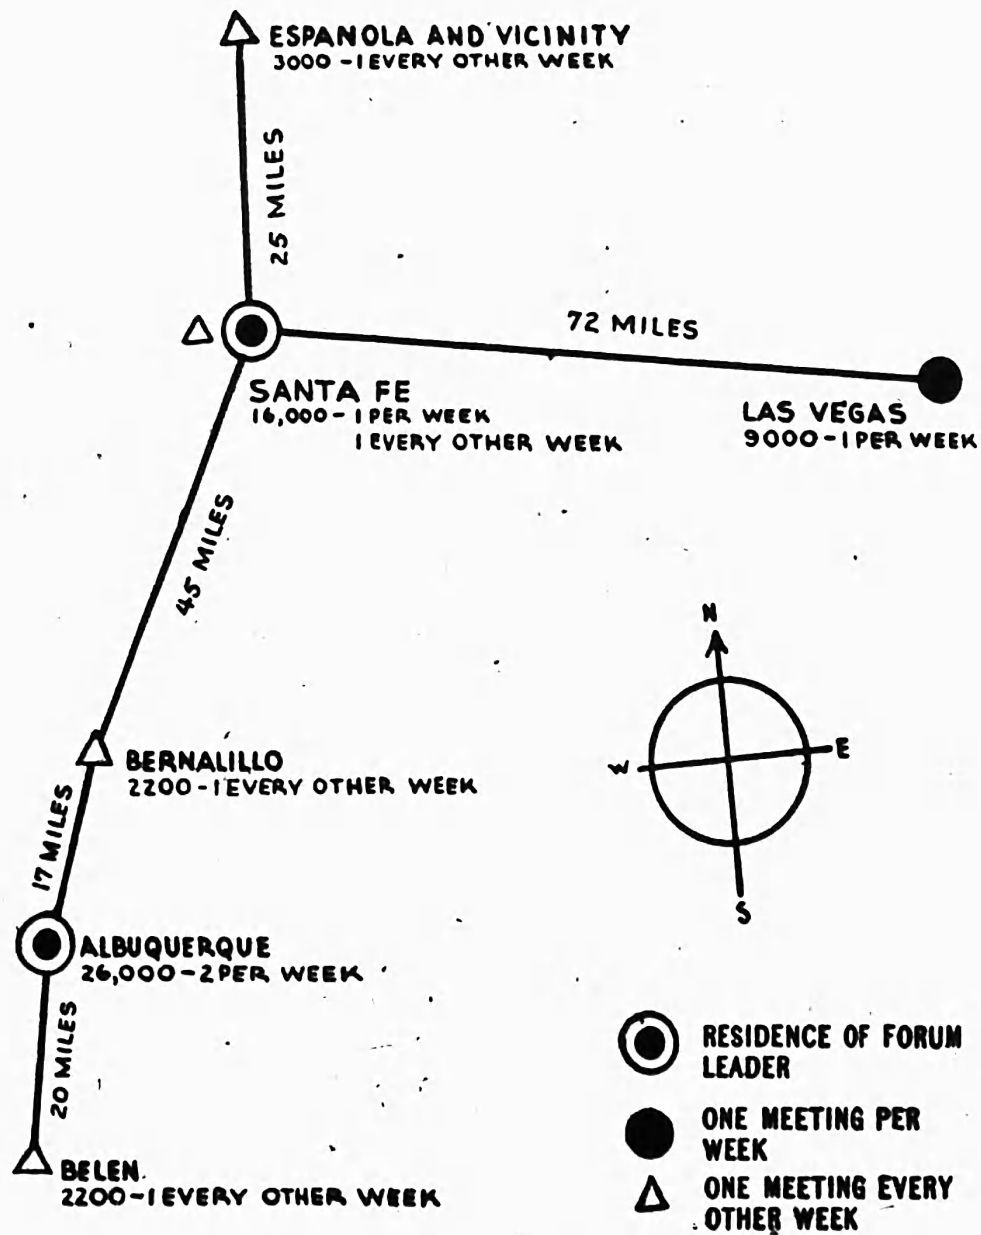 ESPANOLA AND VICINITY
3000-1 EVERY OTHER WEEK
25 MILES
72 MILES
SANTA FE
16,000-1 PER WEEK
1 EVERY OTHER WEEK
LAS VEGAS
9000-1 PER WEEK
45 MILES
N
W
E
S
BERNALILLO
2200-1 EVERY OTHER WEEK
17 MILES
ALBUQUERQUE
26,000-2 PER WEEK
20 MILES
BELEN
2200-1 EVERY OTHER WEEK
RESIDENCE OF FORUM
LEADER
ONE MEETING PER
WEEK
ONE MEETING EVERY
OTHER WEEK